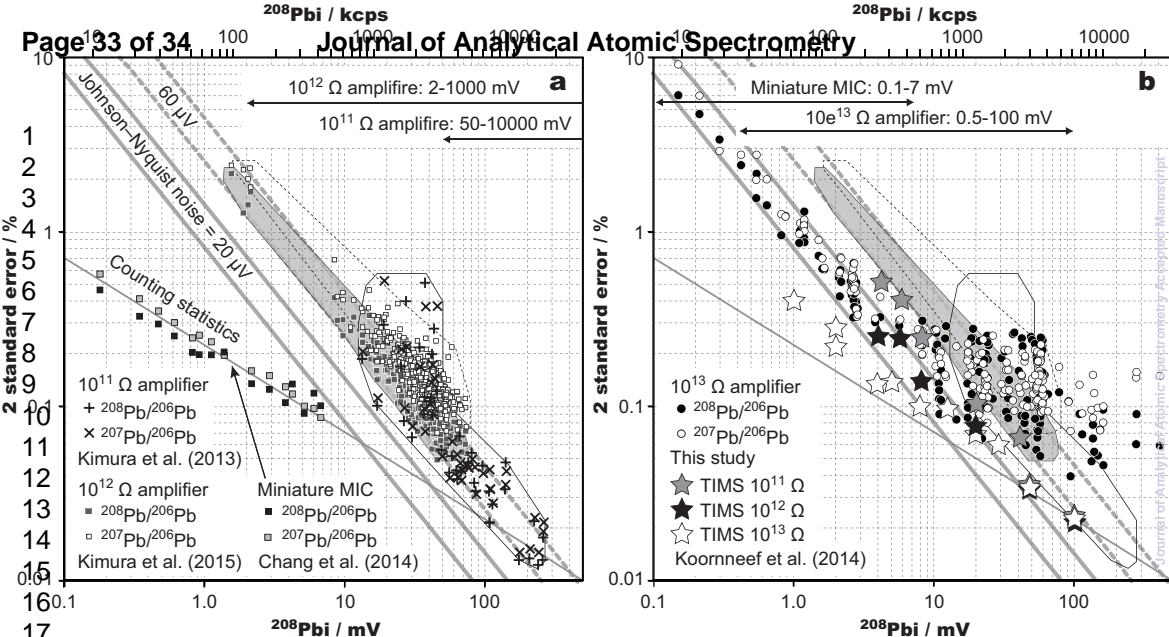 208Pbi / kcps
208Pbi / kcps
Page 33 of 34
Journal of Analytical Atomic Spectrometry
10 100 1000 10000
10 1000 10000
a
10
1
0.1
0.01
2 standard error / %
1012 Ω amplifire: 2-1000 mV
1011 Ω amplifire: 50-10000 mV
60 μV
Johnson–Nyquist noise = 20 μV
Counting statistics
1011 Ω amplifier
208Pb/206Pb
207Pb/206Pb
Kimura et al. (2013)
1012 Ω amplifier
208Pb/206Pb
207Pb/206Pb
Kimura et al. (2015)
Miniature MIC
208Pb/206Pb
207Pb/206Pb
Chang et al. (2014)
0.1 1.0 10 100
208Pbi / mV
b
10
1
0.1
0.01
2 standard error / %
Miniature MIC: 0.1-7 mV
10e13 Ω amplifier: 0.5-100 mV
1013 Ω amplifier
208Pb/206Pb
207Pb/206Pb
This study
TIMS 1011 Ω
TIMS 1012 Ω
TIMS 1013 Ω
Koornneef et al. (2014)
0.1 1.0 10 100
208Pbi / mV
1
2
3
4
5
6
7
8
9
10
11
12
13
14
15
16
17
Journal of Analytical Atomic Spectrometry Accepted Manuscript